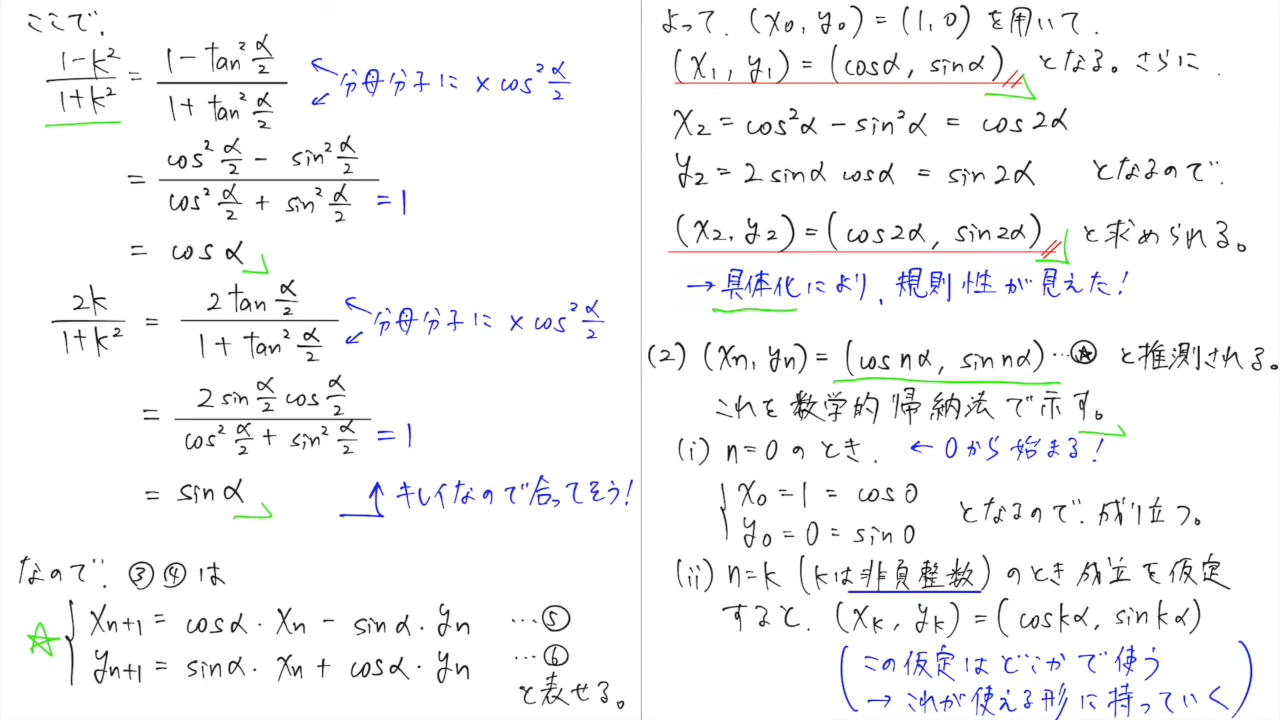 ここで、
(1-k²)/(1+k²) = (1-tan²(α/2))/(1+tan²(α/2)) 分母分子に × cos²(α/2)
= (cos²(α/2) - sin²(α/2))/(cos²(α/2) + sin²(α/2)) = 1
= cosα
2k/(1+k²) = 2tan(α/2)/(1+tan²(α/2)) 分母分子に × cos²(α/2)
= 2sin(α/2)cos(α/2)/(cos²(α/2) + sin²(α/2)) = 1
= sinα
キレイなので合ってそう!
なので、③④は
☆ xn+1 = cosα・xn - sinα・yn …⑤
yn+1 = sinα・xn + cosα・yn …⑥
と表せる。
よって、(x0, y0) = (1, 0) を用いて、
(x1, y1) = (cosα, sinα) となる。さらに、
x2 = cos²α - sin²α = cos2α
y2 = 2sinα cosα = sin2α となるので、
(x2, y2) = (cos2α, sin2α) と求められる。
→具体化により、規則性が見えた!
(2) (xn, yn) = (cosnα, sinnα)…☆ と推測される。
これを数学的帰納法で示す。
(i) n=0のとき、 ←0から始まる!
x0 = 1 = cos0
y0 = 0 = sin0 となるので、成り立つ。
(ii) n=k (kは非負整数) のとき成立を仮定
すると、(xk, yk) = (coskα, sinkα)
(この仮定はどこかで使う
→これが使える形に持っていく)